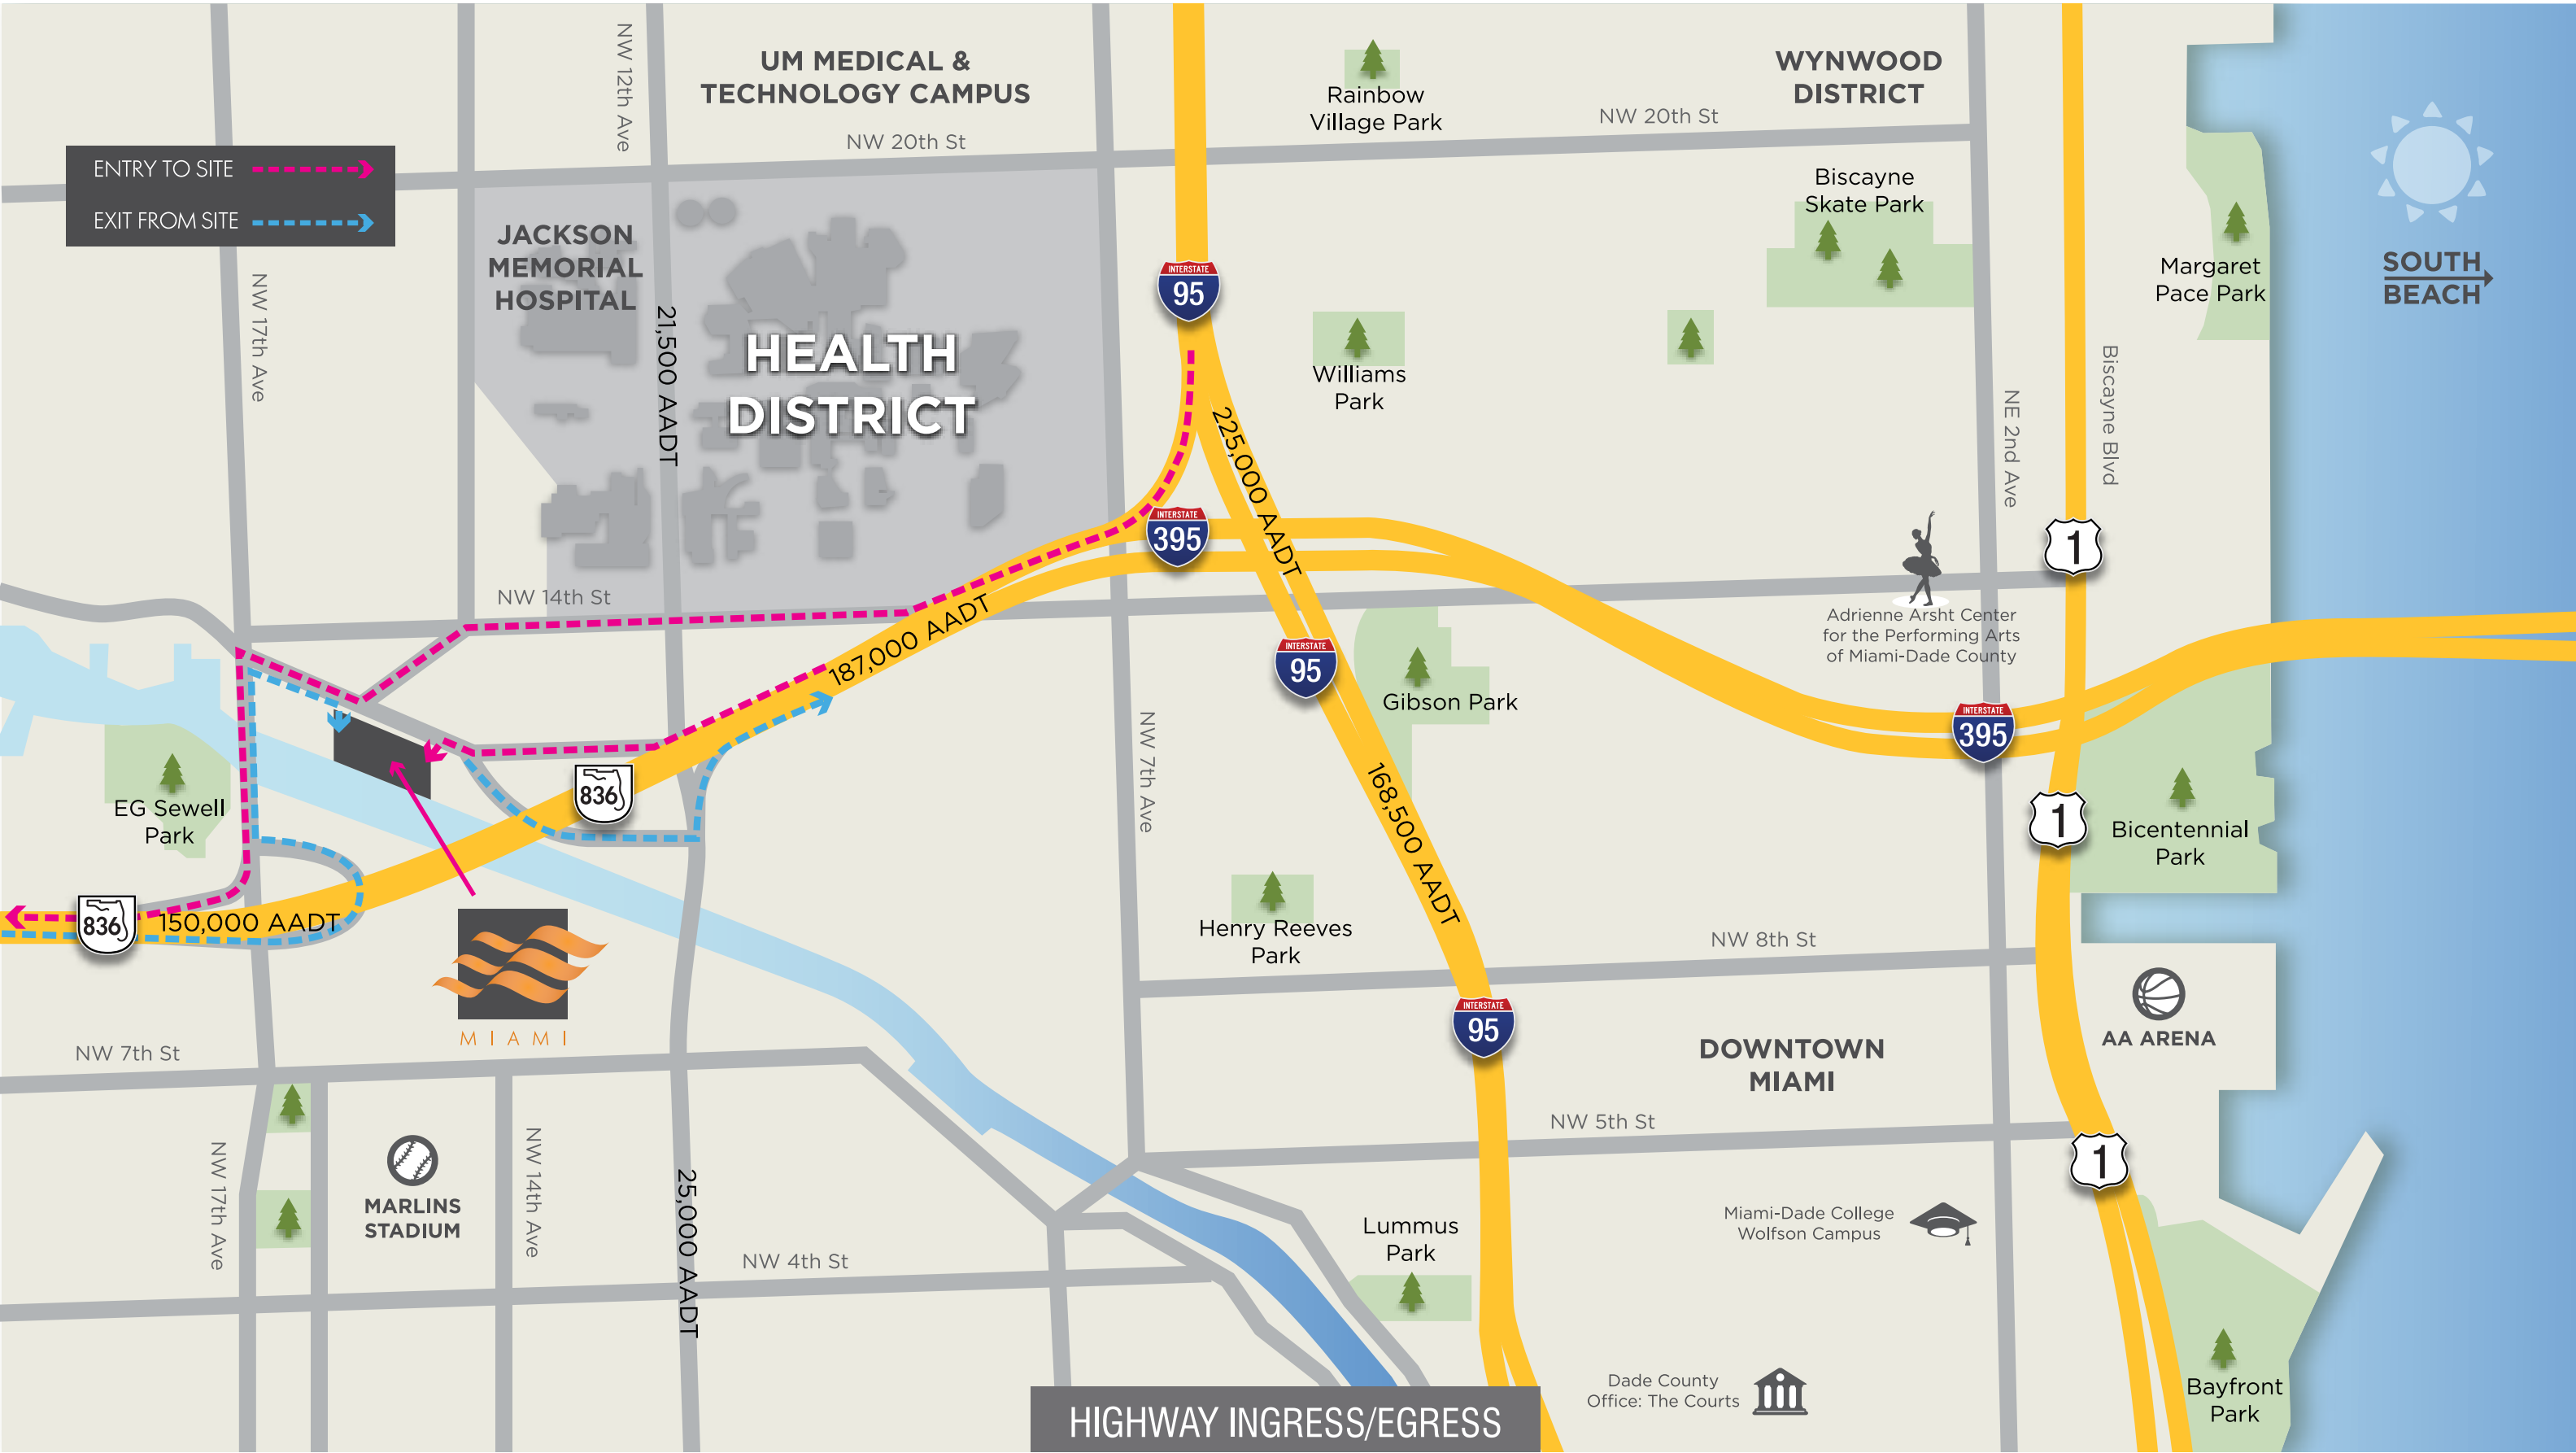 UM MEDICAL &
TECHNOLOGY CAMPUS
NW 12th Ave
NW 20th St
Rainbow
Village Park
WYNWOOD
DISTRICT
NW 20th St
ENTRY TO SITE
EXIT FROM SITE
JACKSON
MEMORIAL
HOSPITAL
NW 17th Ave
21,500 AADT
HEALTH
DISTRICT
INTERSTATE
95
Biscayne
Skate Park
Margaret
Pace Park
SOUTH
BEACH
Williams
Park
225,000 AADT
NE 2nd Ave
Biscayne Blvd
INTERSTATE
395
1
NW 14th St
187,000 AADT
INTERSTATE
95
Gibson Park
Adrienne Arsht Center
for the Performing Arts
of Miami-Dade County
INTERSTATE
395
NW 7th Ave
836
EG Sewell
Park
168,500 AADT
1
Bicentennial
Park
836
150,000 AADT
Henry Reeves
Park
NW 8th St
MIAMI
INTERSTATE
95
AA ARENA
NW 7th St
DOWNTOWN
MIAMI
NW 5th St
1
NW 17th Ave
MARLINS
STADIUM
NW 14th Ave
25,000 AADT
NW 4th St
Lummus
Park
Miami-Dade College
Wolfson Campus
Dade County
Office: The Courts
Bayfront
Park
HIGHWAY INGRESS/EGRESS